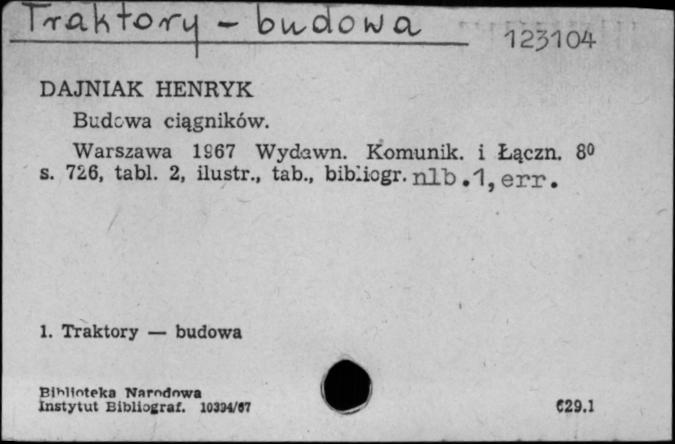 Traktory - budowa
123104
DAJNIAK HENRYK
Budowa ciągników.
Warszawa 1967 Wydawn. Komunik. i Łączn. 8⁰
s. 726, tabl. 2, ilustr., tab., bibliogr. nlb.1, err.
1. Traktory — budowa
Biblioteka Narodowa
Instytut Bibliograf. 10394/67
629.1